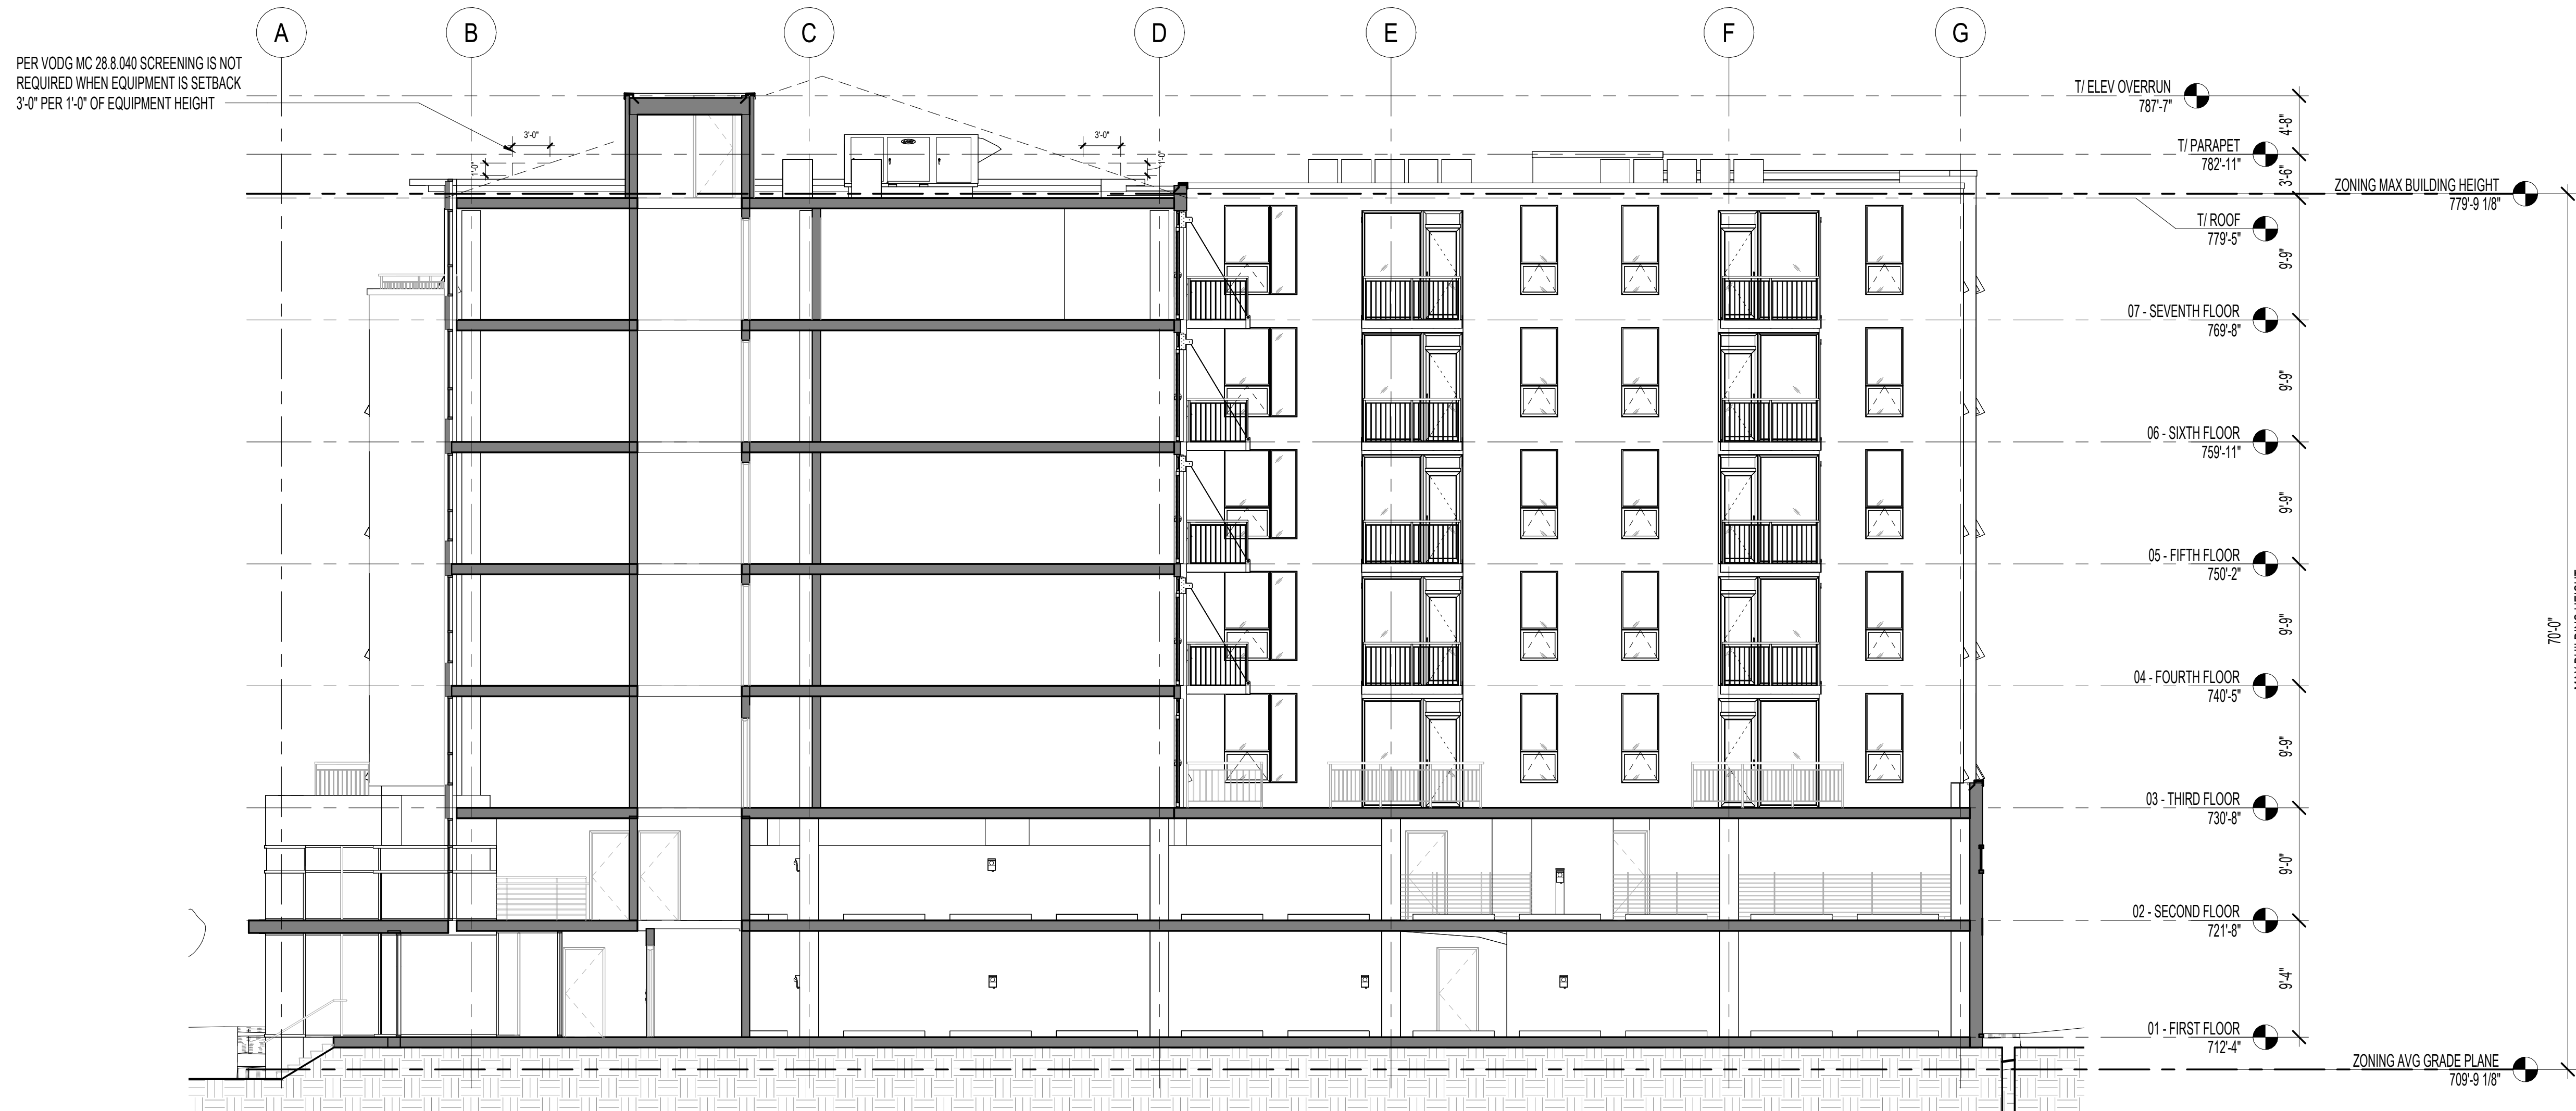 A
B
C
D
E
F
G
PER VODG MC 28.8.040 SCREENING IS NOT
REQUIRED WHEN EQUIPMENT IS SETBACK
3'-0" PER 1'-0" OF EQUIPMENT HEIGHT
3'-0"
1'-0"
3'-0"
1'-0"
T/ ELEV OVERRUN
787'-7"
4'-8"
T/ PARAPET
782'-11"
3'-6"
ZONING MAX BUILDING HEIGHT
779'-9 1/8"
T/ ROOF
779'-5"
9'-9"
07 - SEVENTH FLOOR
769'-8"
9'-9"
06 - SIXTH FLOOR
759'-11"
9'-9"
05 - FIFTH FLOOR
750'-2"
9'-9"
70'-0"
04 - FOURTH FLOOR
740'-5"
9'-9"
03 - THIRD FLOOR
730'-8"
9'-0"
02 - SECOND FLOOR
721'-8"
9'-4"
01 - FIRST FLOOR
712'-4"
ZONING AVG GRADE PLANE
709'-9 1/8"